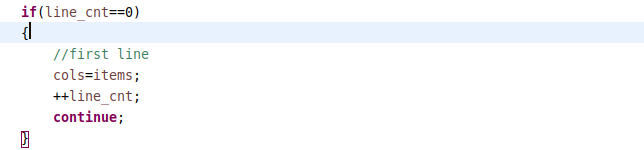 if(line_cnt==0)
{
    //first line
    cols=items;
    ++line_cnt;
    continue;
}